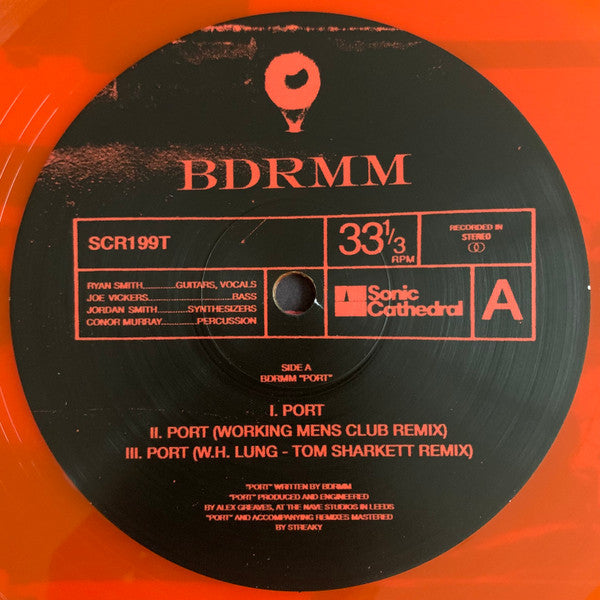 BDRMM
SCR199T
33 1/3
RPM
RECORDED IN
STEREO
RYAN SMITH..........GUITARS, VOCALS
JOE VICKERS..........................BASS
JORDAN SMITH............SYNTHESIZERS
CONOR MURRAY...........PERCUSSION
Sonic
Cathedral
A
SIDE A
BDRMM "PORT"
I. PORT
II. PORT (WORKING MENS CLUB REMIX)
III. PORT (W.H. LUNG - TOM SHARKETT REMIX)
"PORT" WRITTEN BY BDRMM
"PORT" PRODUCED AND ENGINEERED
BY ALEX GREAVES, AT THE NAVE STUDIOS IN LEEDS
"PORT" AND ACCOMPANYING REMIXES MASTERED
BY STREAKY